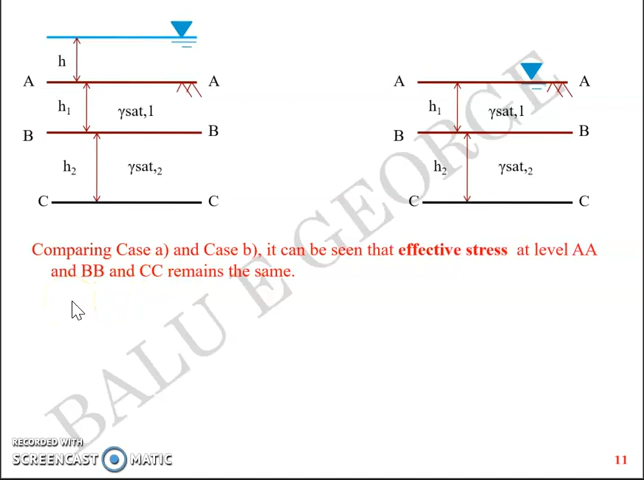 h
A A
h₁ γsat,1
B B
h₂ γsat,₂
C C
A A
h₁ γsat,1
B B
h₂ γsat,₂
C C
Comparing Case a) and Case b), it can be seen that effective stress at level AA
and BB and CC remains the same.
BALU E GEORGE
RECORDED WITH
SCREENCAST MATIC
11